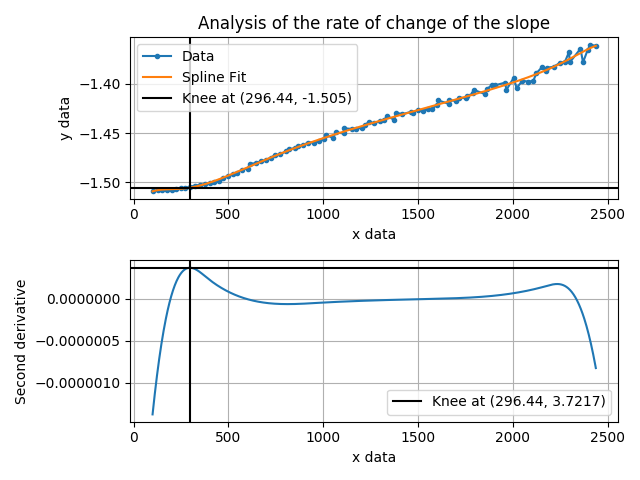 Analysis of the rate of change of the slope
Data
Spline Fit
Knee at (296.44, -1.505)
y data
−1.40
−1.45
−1.50
0 500 1000 1500 2000 2500
x data
Second derivative
0.0000000
−0.0000005
−0.0000010
Knee at (296.44, 3.7217)
0 500 1000 1500 2000 2500
x data